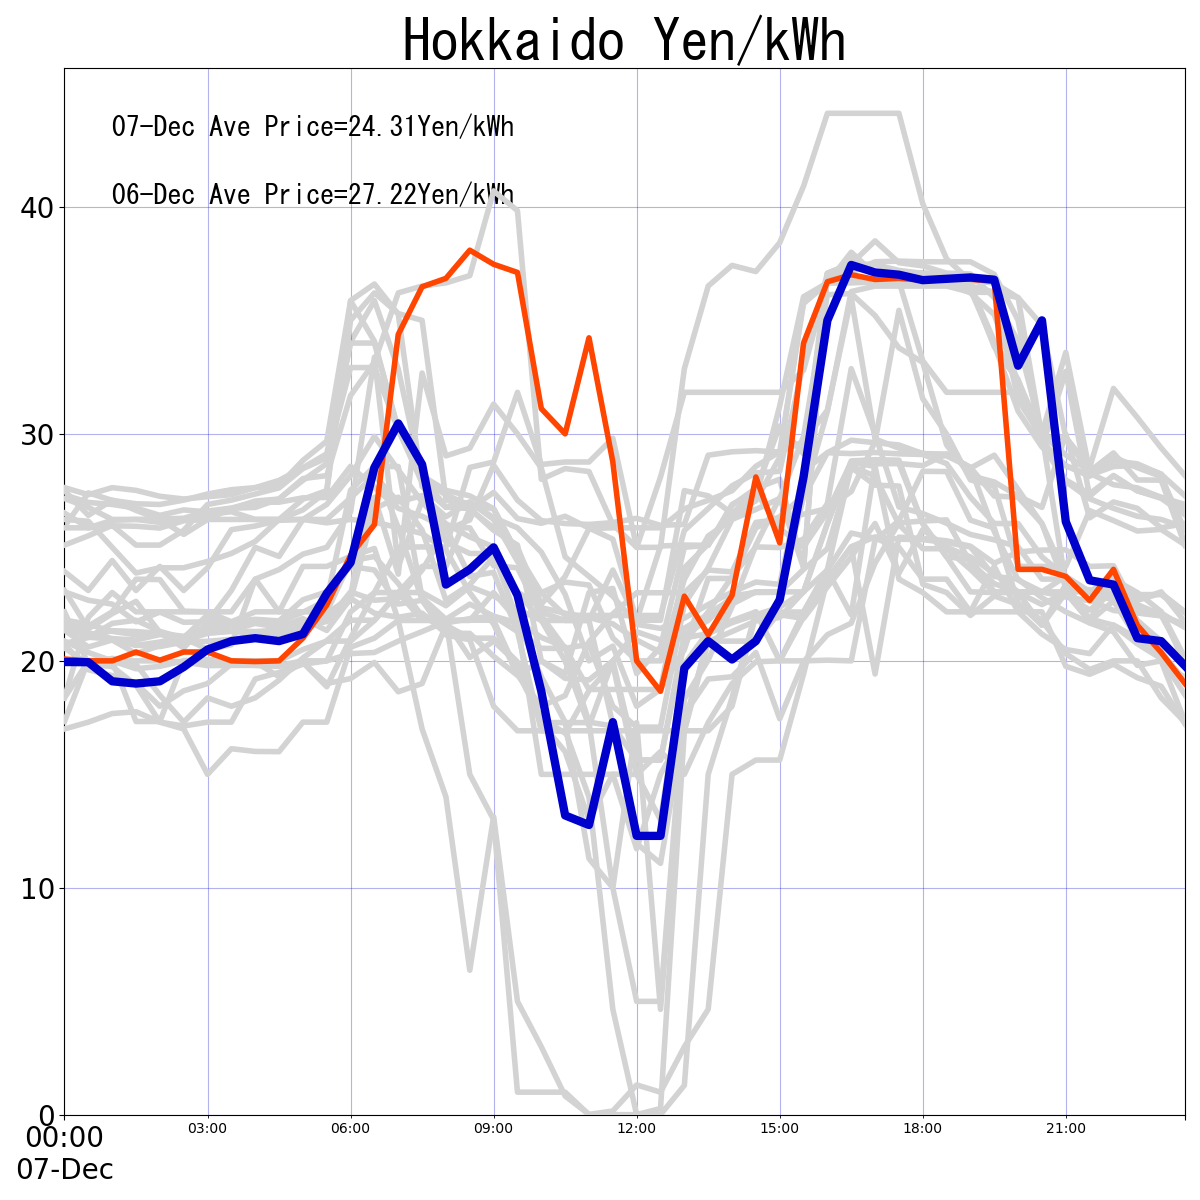 Hokkaido Yen/kWh
07-Dec Ave Price=24.31Yen/kWh
06-Dec Ave Price=27.22Yen/kWh
40
30
20
10
0
00:00 03:00 06:00 09:00 12:00 15:00 18:00 21:00
07-Dec